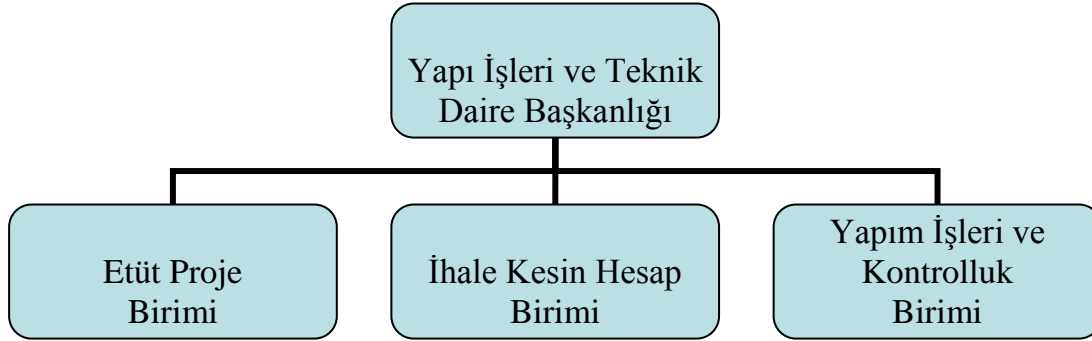 Yapı İşleri ve Teknik
Daire Başkanlığı
Etüt Proje
Birimi
İhale Kesin Hesap
Birimi
Yapım İşleri ve
Kontrolluk
Birimi